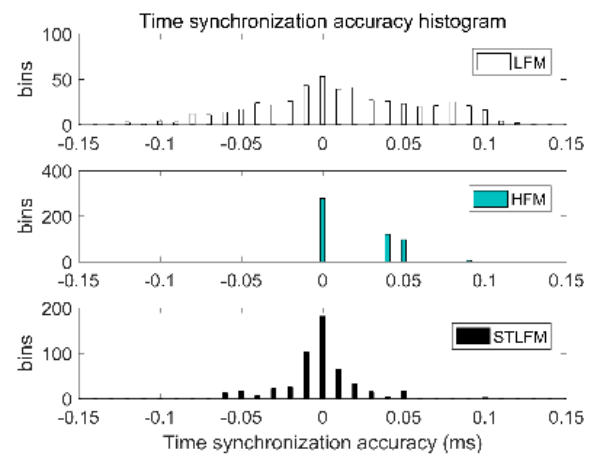 Time synchronization accuracy histogram
100
50
0
bins
LFM
-0.15 -0.1 -0.05 0 0.05 0.1 0.15
400
200
0
bins
HFM
-0.15 -0.1 -0.05 0 0.05 0.1 0.15
200
100
0
bins
STLFM
-0.15 -0.1 -0.05 0 0.05 0.1 0.15
Time synchronization accuracy (ms)